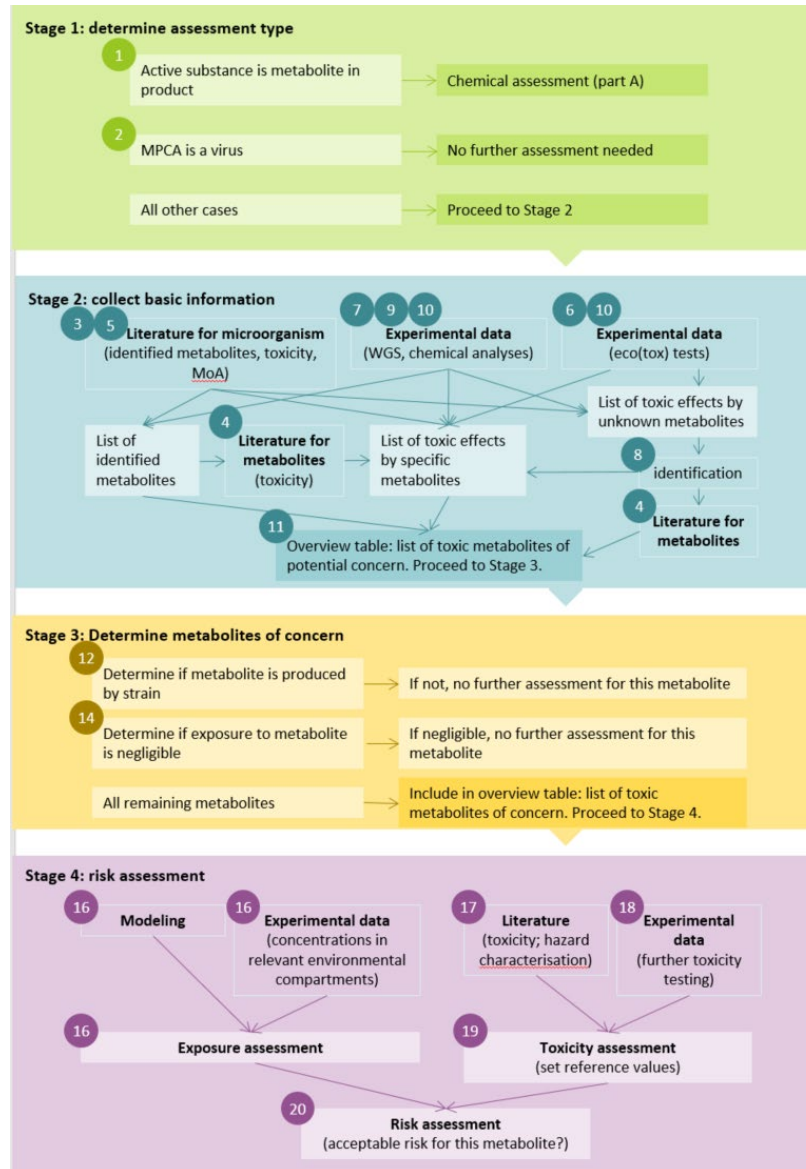 Stage 1: determine assessment type
1
Active substance is metabolite in
product
Chemical assessment (part A)
2
MPCA is a virus
No further assessment needed
All other cases
Proceed to Stage 2
Stage 2: collect basic information
3 5
Literature for microorganism
(identified metabolites, toxicity,
MoA)
7 9 10
Experimental data
(WGS, chemical analyses)
6 10
Experimental data
(eco(tox) tests)
List of toxic effects by
unknown metabolites
List of
identified
metabolites
4
Literature for
metabolites
(toxicity)
List of toxic effects
by specific
metabolites
8
identification
4
Literature for
metabolites
11
Overview table: list of toxic metabolites of
potential concern. Proceed to Stage 3.
Stage 3: Determine metabolites of concern
12
Determine if metabolite is produced
by strain
If not, no further assessment for this metabolite
14
Determine if exposure to metabolite
is negligible
If negligible, no further assessment for this
metabolite
All remaining metabolites
Include in overview table: list of toxic
metabolites of concern. Proceed to Stage 4.
Stage 4: risk assessment
16
Modeling
16
Experimental data
(concentrations in
relevant environmental
compartments)
17
Literature
(toxicity; hazard
characterisation)
18
Experimental
data
(further toxicity
testing)
16
Exposure assessment
19
Toxicity assessment
(set reference values)
20
Risk assessment
(acceptable risk for this metabolite?)